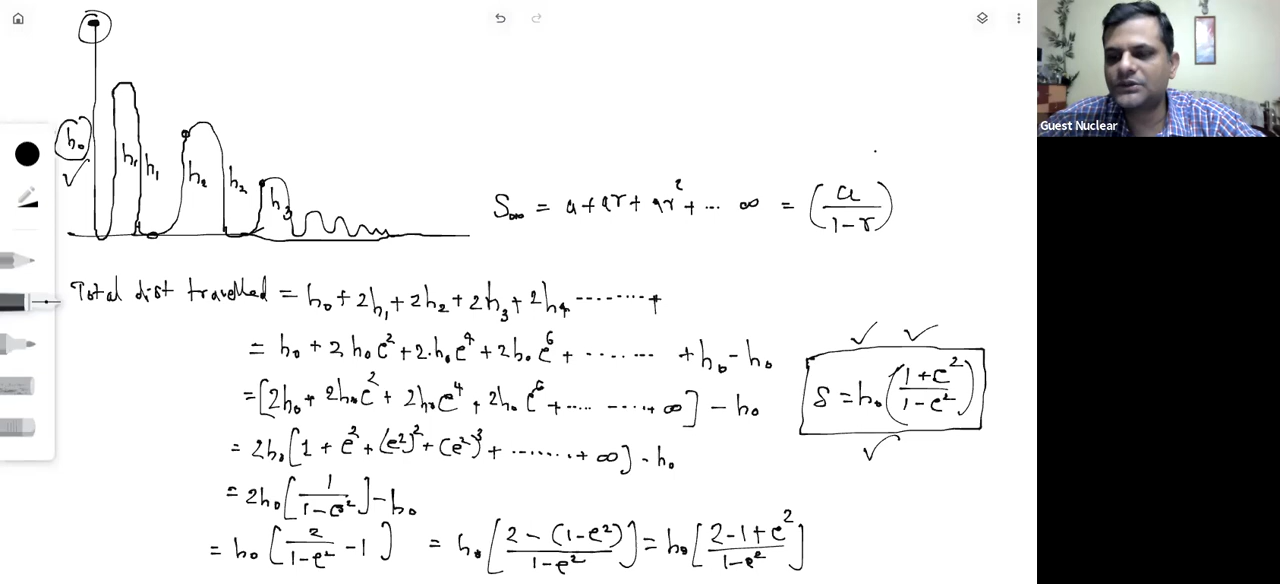 h₀
h₁ h₁
h₂ h₂
h₃
S∞ = a + ar + ar² + ... ∞ = (a/(1-r))
Total dist travelled = h₀ + 2h₁ + 2h₂ + 2h₃ + 2h₄ ......... +
= h₀ + 2h₀e² + 2.h₀e⁴ + 2h₀e⁶ + ....... + h₀ - h₀
= [2h₀ + 2h₀e² + 2h₀e⁴ + 2h₀e⁶ + ..... ......+ ∞] - h₀
= 2h₀[1 + e² + (e²)² + (e²)³ + ........ + ∞] - h₀
= 2h₀[1/(1-e²)] - h₀
= h₀[2/(1-e²) - 1] = h₀[(2-(1-e²))/(1-e²)] = h₀[(2-1+e²)/(1-e²)]
S = h₀((1+e²)/(1-e²))
Guest Nuclear